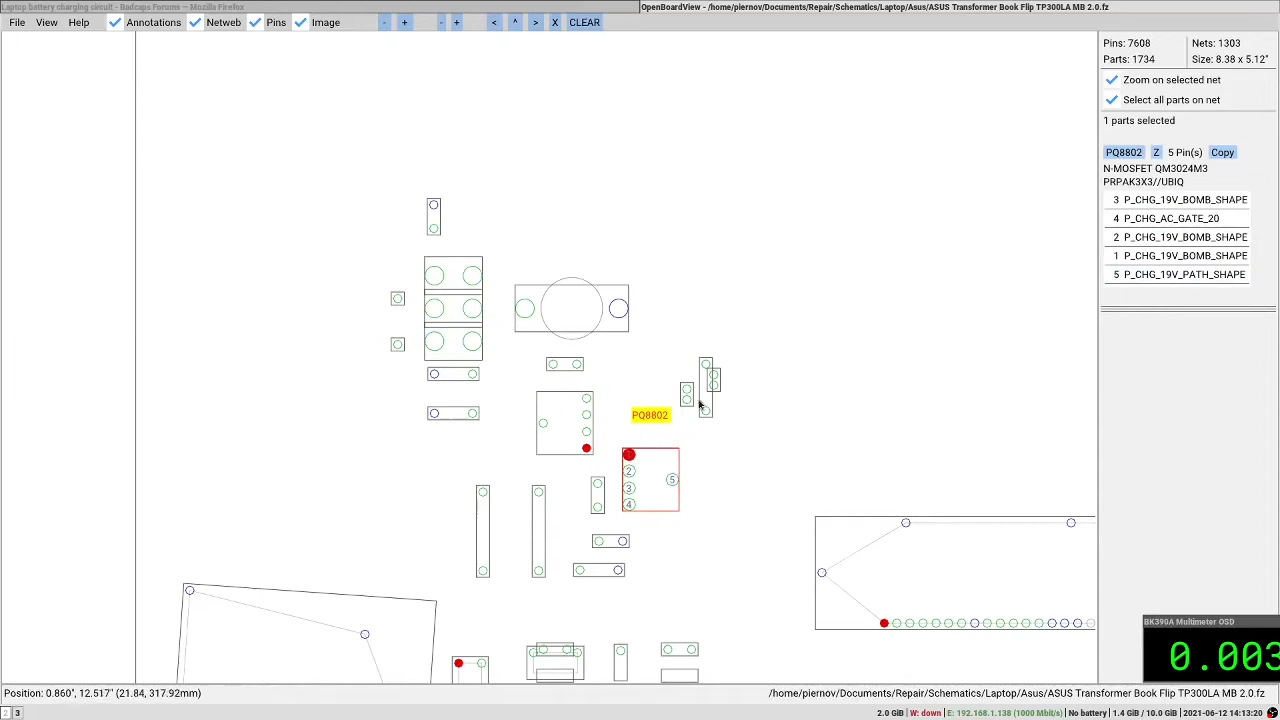 Laptop battery charging circuit - Badcaps Forums — Mozilla Firefox
OpenBoardView - /home/piernov/Documents/Repair/Schematics/Laptop/Asus/ASUS Transformer Book Flip TP300LA MB 2.0.fz
File View Help Annotations Netweb Pins Image - + - + < ^ > X CLEAR
Pins: 7608 Nets: 1303
Parts: 1734 Size: 8.38 x 5.12"
Zoom on selected net
Select all parts on net
1 parts selected
PQ8802 Z 5 Pin(s) Copy
N-MOSFET QM3024M3
PRPAK3X3//UBIQ
3 P_CHG_19V_BOMB_SHAPE
4 P_CHG_AC_GATE_20
2 P_CHG_19V_BOMB_SHAPE
1 P_CHG_19V_BOMB_SHAPE
5 P_CHG_19V_PATH_SHAPE
PQ8802
1
2
3
4
5
BK390A Multimeter OSD
0.003
Position: 0.860", 12.517" (21.84, 317.92mm)
/home/piernov/Documents/Repair/Schematics/Laptop/Asus/ASUS Transformer Book Flip TP300LA MB 2.0.fz
2 3 2.0 GiB | W: down | E: 192.168.1.138 (1000 Mbit/s) | No battery | 1.4 GiB / 10.0 GiB | 2021-06-12 14:13:20